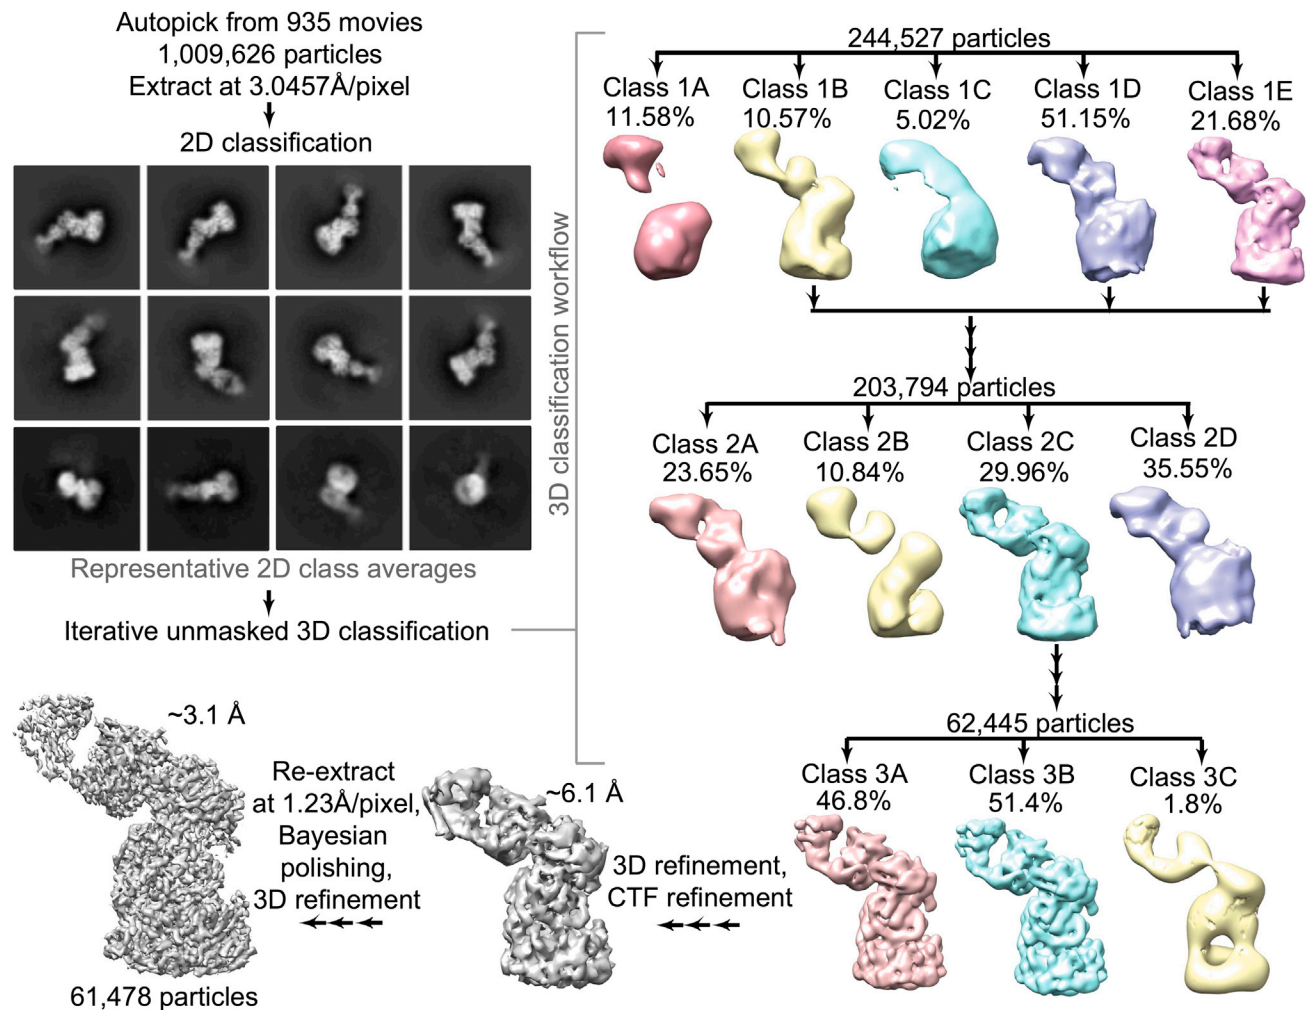 Autopick from 935 movies
1,009,626 particles
Extract at 3.0457Å/pixel
2D classification
Representative 2D class averages
Iterative unmasked 3D classification
3D classification workflow
244,527 particles
Class 1A
11.58%
Class 1B
10.57%
Class 1C
5.02%
Class 1D
51.15%
Class 1E
21.68%
203,794 particles
Class 2A
23.65%
Class 2B
10.84%
Class 2C
29.96%
Class 2D
35.55%
62,445 particles
Class 3A
46.8%
Class 3B
51.4%
Class 3C
1.8%
3D refinement,
CTF refinement
~6.1 Å
Re-extract
at 1.23Å/pixel,
Bayesian
polishing,
3D refinement
~3.1 Å
61,478 particles